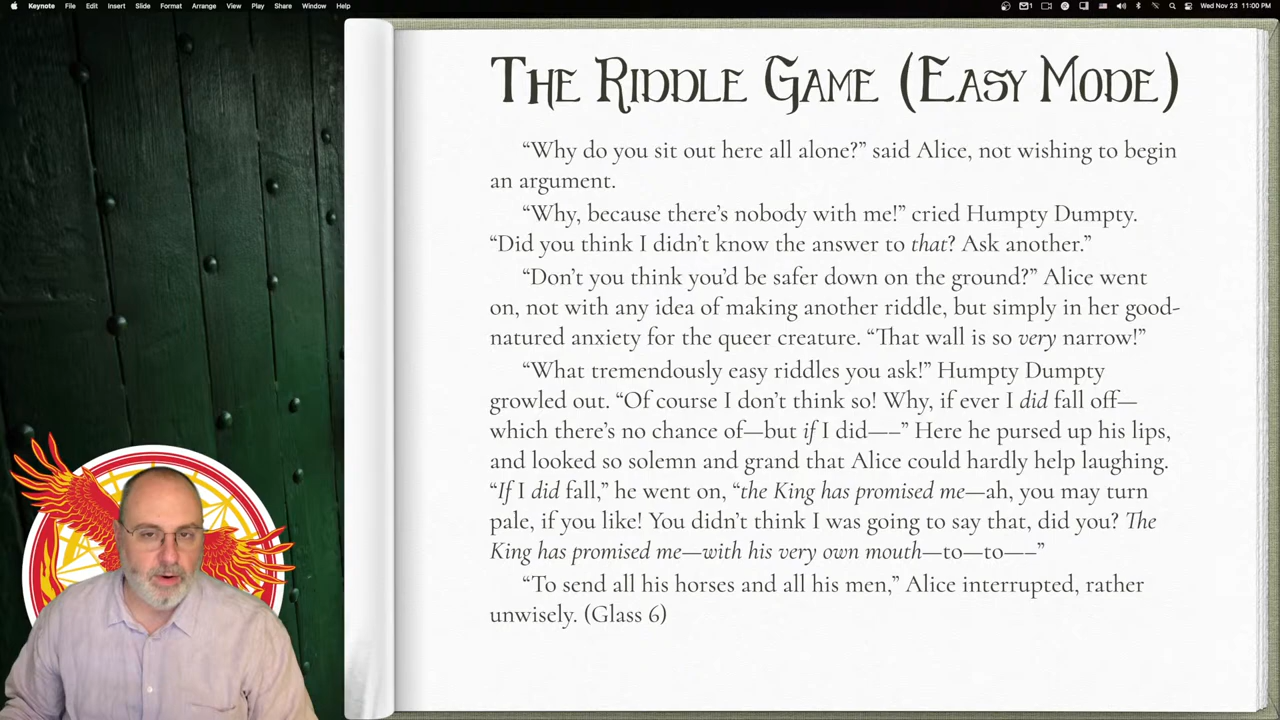 Keynote File Edit Insert Slide Format Arrange View Play Share Window Help
1 Wed Nov 23 11:00 PM
The Riddle Game (Easy Mode)
“Why do you sit out here all alone?” said Alice, not wishing to begin
an argument.
“Why, because there’s nobody with me!” cried Humpty Dumpty.
“Did you think I didn’t know the answer to that? Ask another.”
“Don’t you think you’d be safer down on the ground?” Alice went
on, not with any idea of making another riddle, but simply in her good-
natured anxiety for the queer creature. “That wall is so very narrow!”
“What tremendously easy riddles you ask!” Humpty Dumpty
growled out. “Of course I don’t think so! Why, if ever I did fall off—
which there’s no chance of—but if I did—–” Here he pursed up his lips,
and looked so solemn and grand that Alice could hardly help laughing.
“If I did fall,” he went on, “the King has promised me—ah, you may turn
pale, if you like! You didn’t think I was going to say that, did you? The
King has promised me—with his very own mouth—to—to—–”
“To send all his horses and all his men,” Alice interrupted, rather
unwisely. (Glass 6)